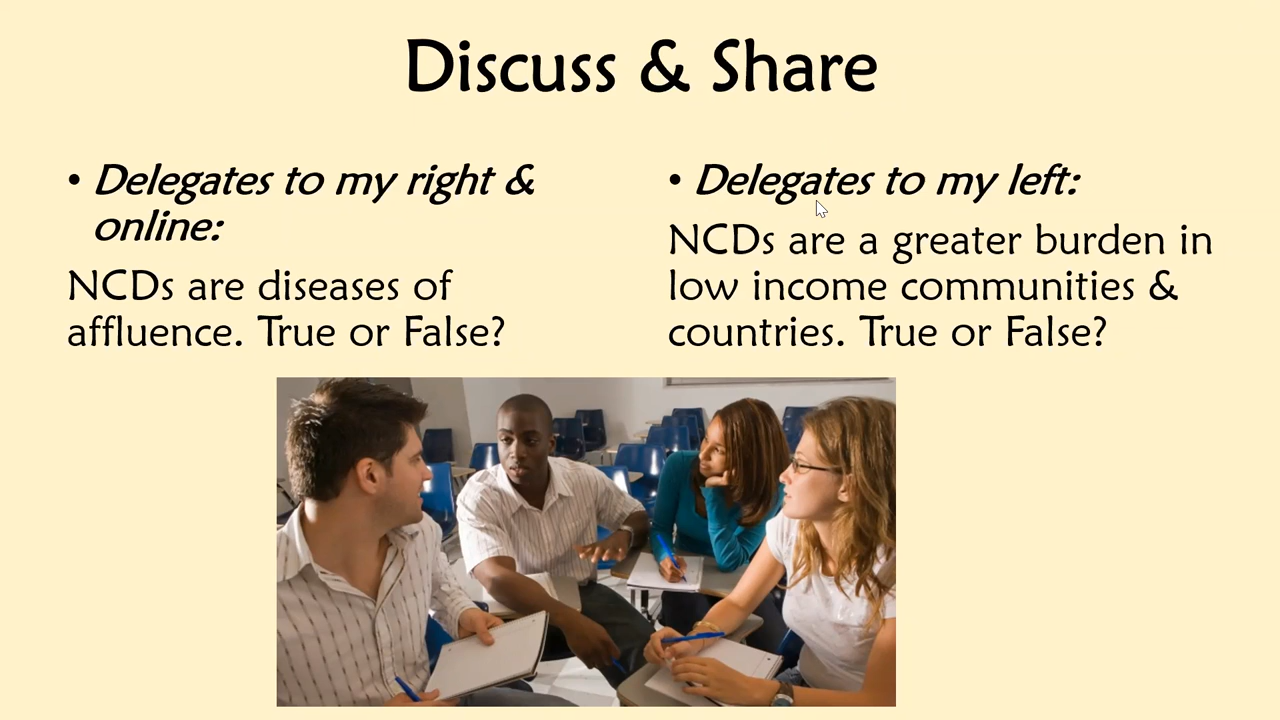 Discuss & Share
• Delegates to my right &
online:
NCDs are diseases of
affluence. True or False?
• Delegates to my left:
NCDs are a greater burden in
low income communities &
countries. True or False?